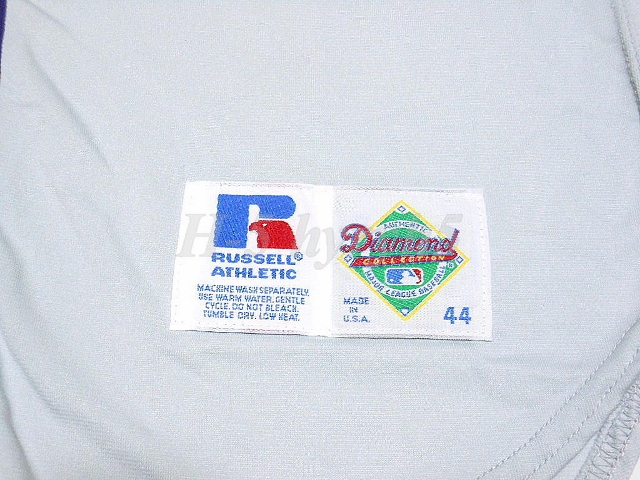 RUSSELL®
ATHLETIC
MACHINE WASH SEPARATELY.
USE WARM WATER, GENTLE
CYCLE. DO NOT BLEACH.
TUMBLE DRY. LOW HEAT.
AUTHENTIC
Diamond
COLLECTION
MAJOR LEAGUE BASEBALL
MADE
IN
U.S.A.
44